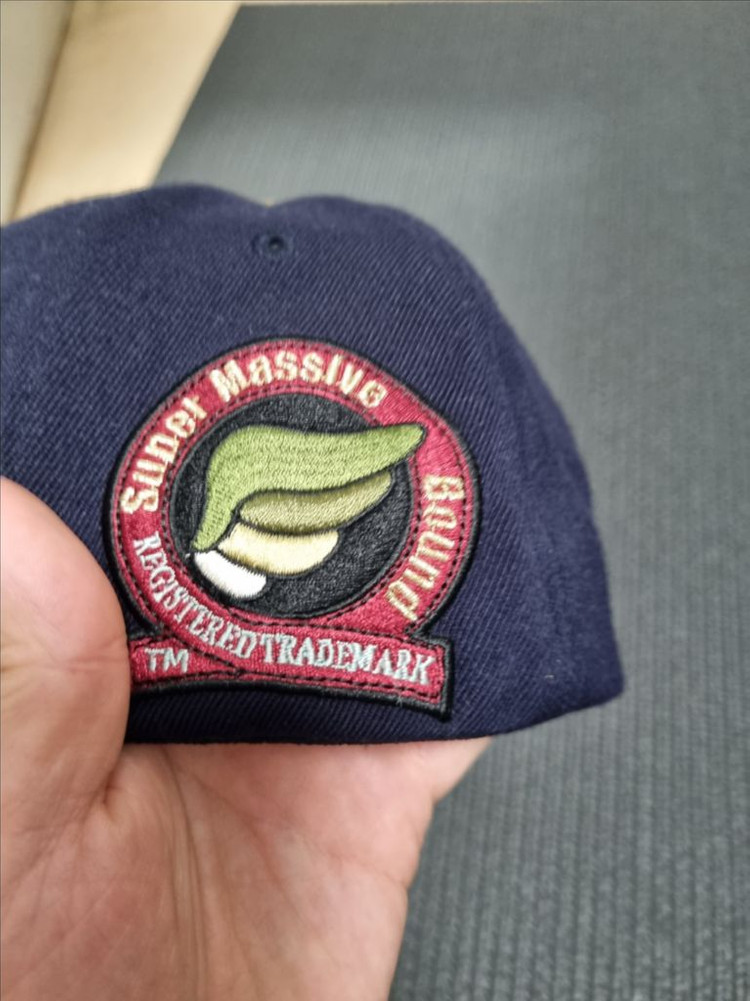 Super Massive Bound
REGISTERED TRADEMARK
TM